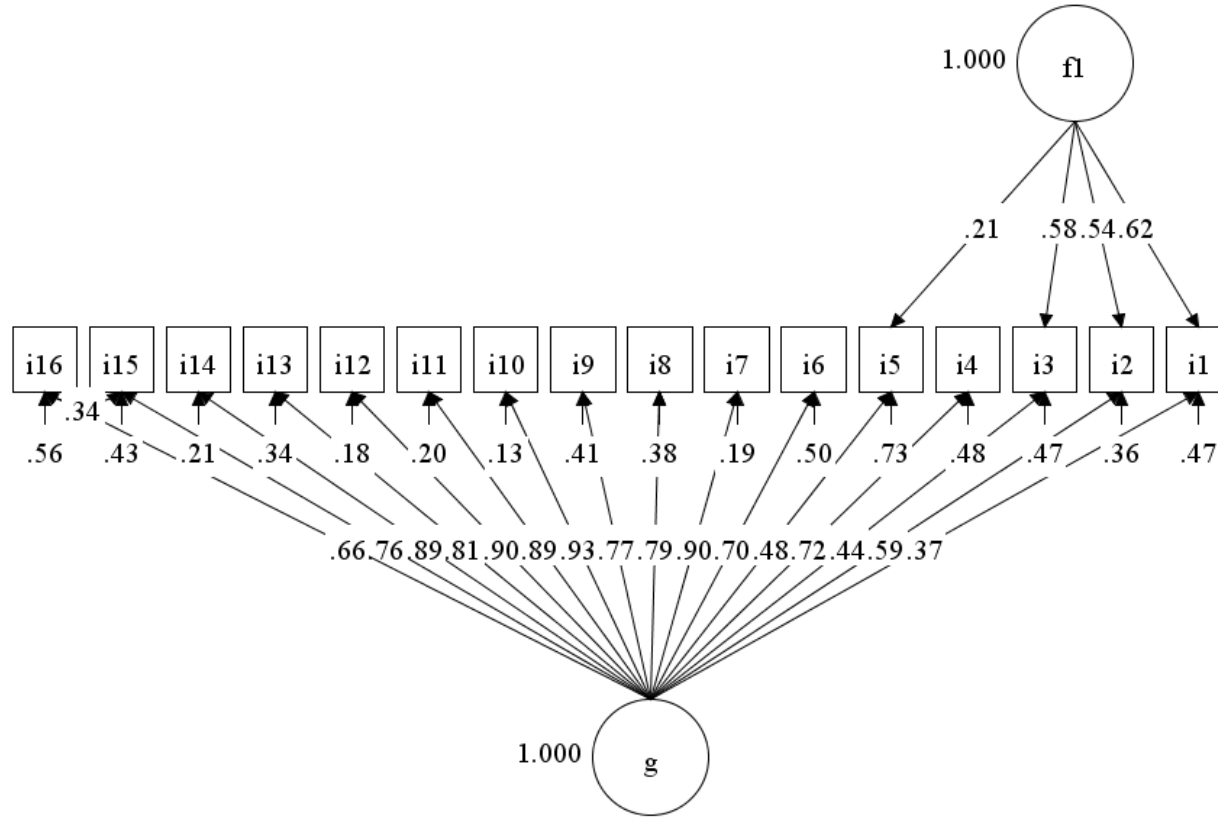 1.000 f1
.21 .58 .54 .62
i16 i15 i14 i13 i12 i11 i10 i9 i8 i7 i6 i5 i4 i3 i2 i1
.34
.56 .43 .21 .34 .18 .20 .13 .41 .38 .19 .50 .73 .48 .47 .36 .47
.66 .76 .89 .81 .90 .89 .93 .77 .79 .90 .70 .48 .72 .44 .59 .37
1.000 g